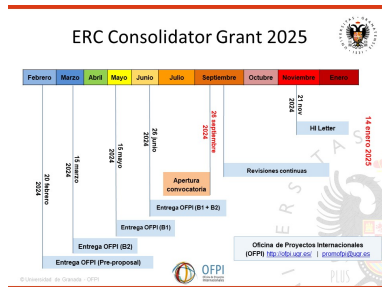 ERC Consolidator Grant 2025
Febrero Marzo Abril Mayo Junio Julio Septiembre Octubre Noviembre Enero
20 febrero 2024
15 marzo 2024
15 mayo 2024
26 junio 2024
26 septiembre 2024
21 nov 2024
14 enero 2025
HI Letter
Revisiones continuas
Apertura convocatoria
Entrega OFPI (B1 + B2)
Entrega OFPI (B1)
Entrega OFPI (B2)
Entrega OFPI (Pre-proposal)
Oficina de Proyectos Internacionales
(OFPI) http://ofpi.ugr.es/ | promofpi@ugr.es
© Universidad de Granada - OFPI
OFPI
PLUS